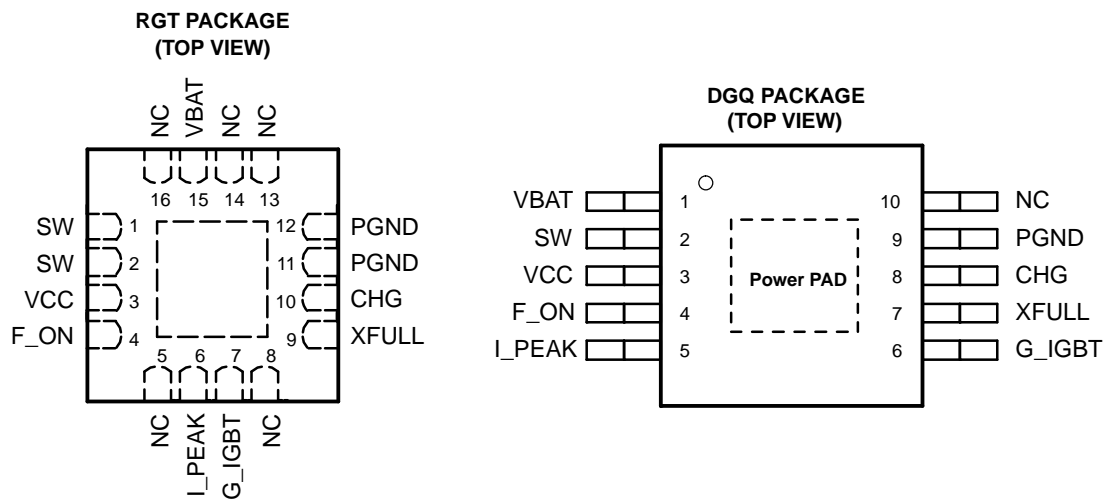 RGT PACKAGE
(TOP VIEW)
NC
VBAT
NC
NC
16
15
14
13
SW 1
SW 2
VCC 3
F_ON 4
12 PGND
11 PGND
10 CHG
9 XFULL
5
6
7
8
NC
I_PEAK
G_IGBT
NC
DGQ PACKAGE
(TOP VIEW)
VBAT 1
SW 2
VCC 3
F_ON 4
I_PEAK 5
Power PAD
10 NC
9 PGND
8 CHG
7 XFULL
6 G_IGBT